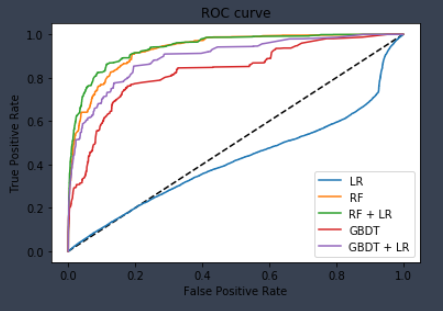 ROC curve
1.0
0.8
0.6
0.4
0.2
0.0
True Positive Rate
0.0 0.2 0.4 0.6 0.8 1.0
False Positive Rate
LR
RF
RF + LR
GBDT
GBDT + LR